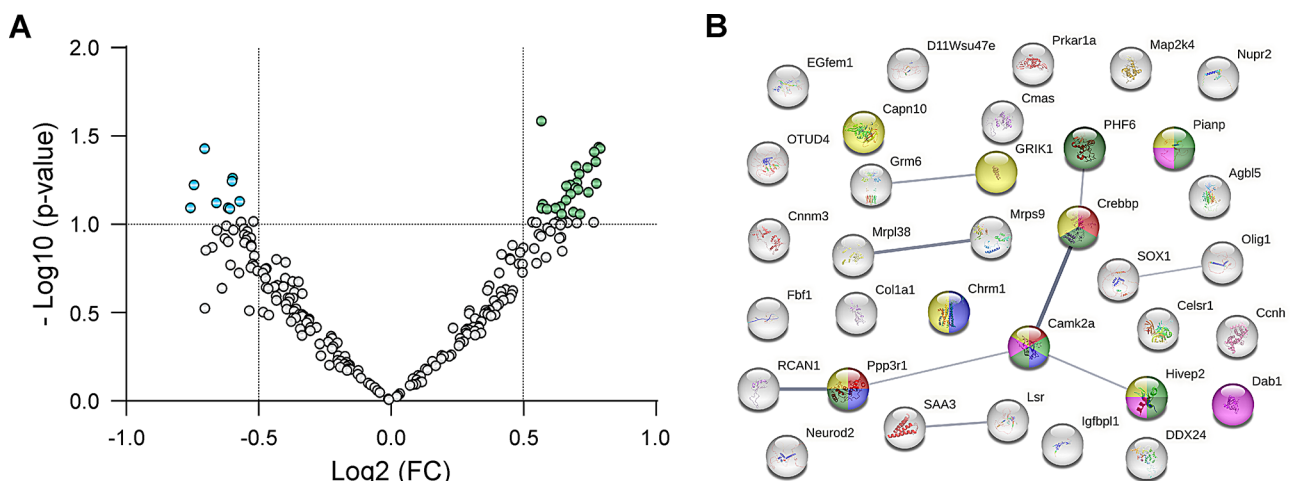 A
2.0
1.5
1.0
0.5
0.0
-1.0
-0.5
0.0
0.5
1.0
- Log10 (p-value)
Log2 (FC)
B
EGfem1
D11Wsu47e
Prkar1a
Map2k4
Nupr2
Capn10
Cmas
PHF6
Pianp
OTUD4
Grm6
GRIK1
Agbl5
Cnnm3
Mrpl38
Mrps9
Crebbp
SOX1
Olig1
Fbf1
Col1a1
Chrm1
Camk2a
Celsr1
Ccnh
RCAN1
Ppp3r1
Hivep2
Dab1
SAA3
Lsr
Neurod2
Igfbpl1
DDX24